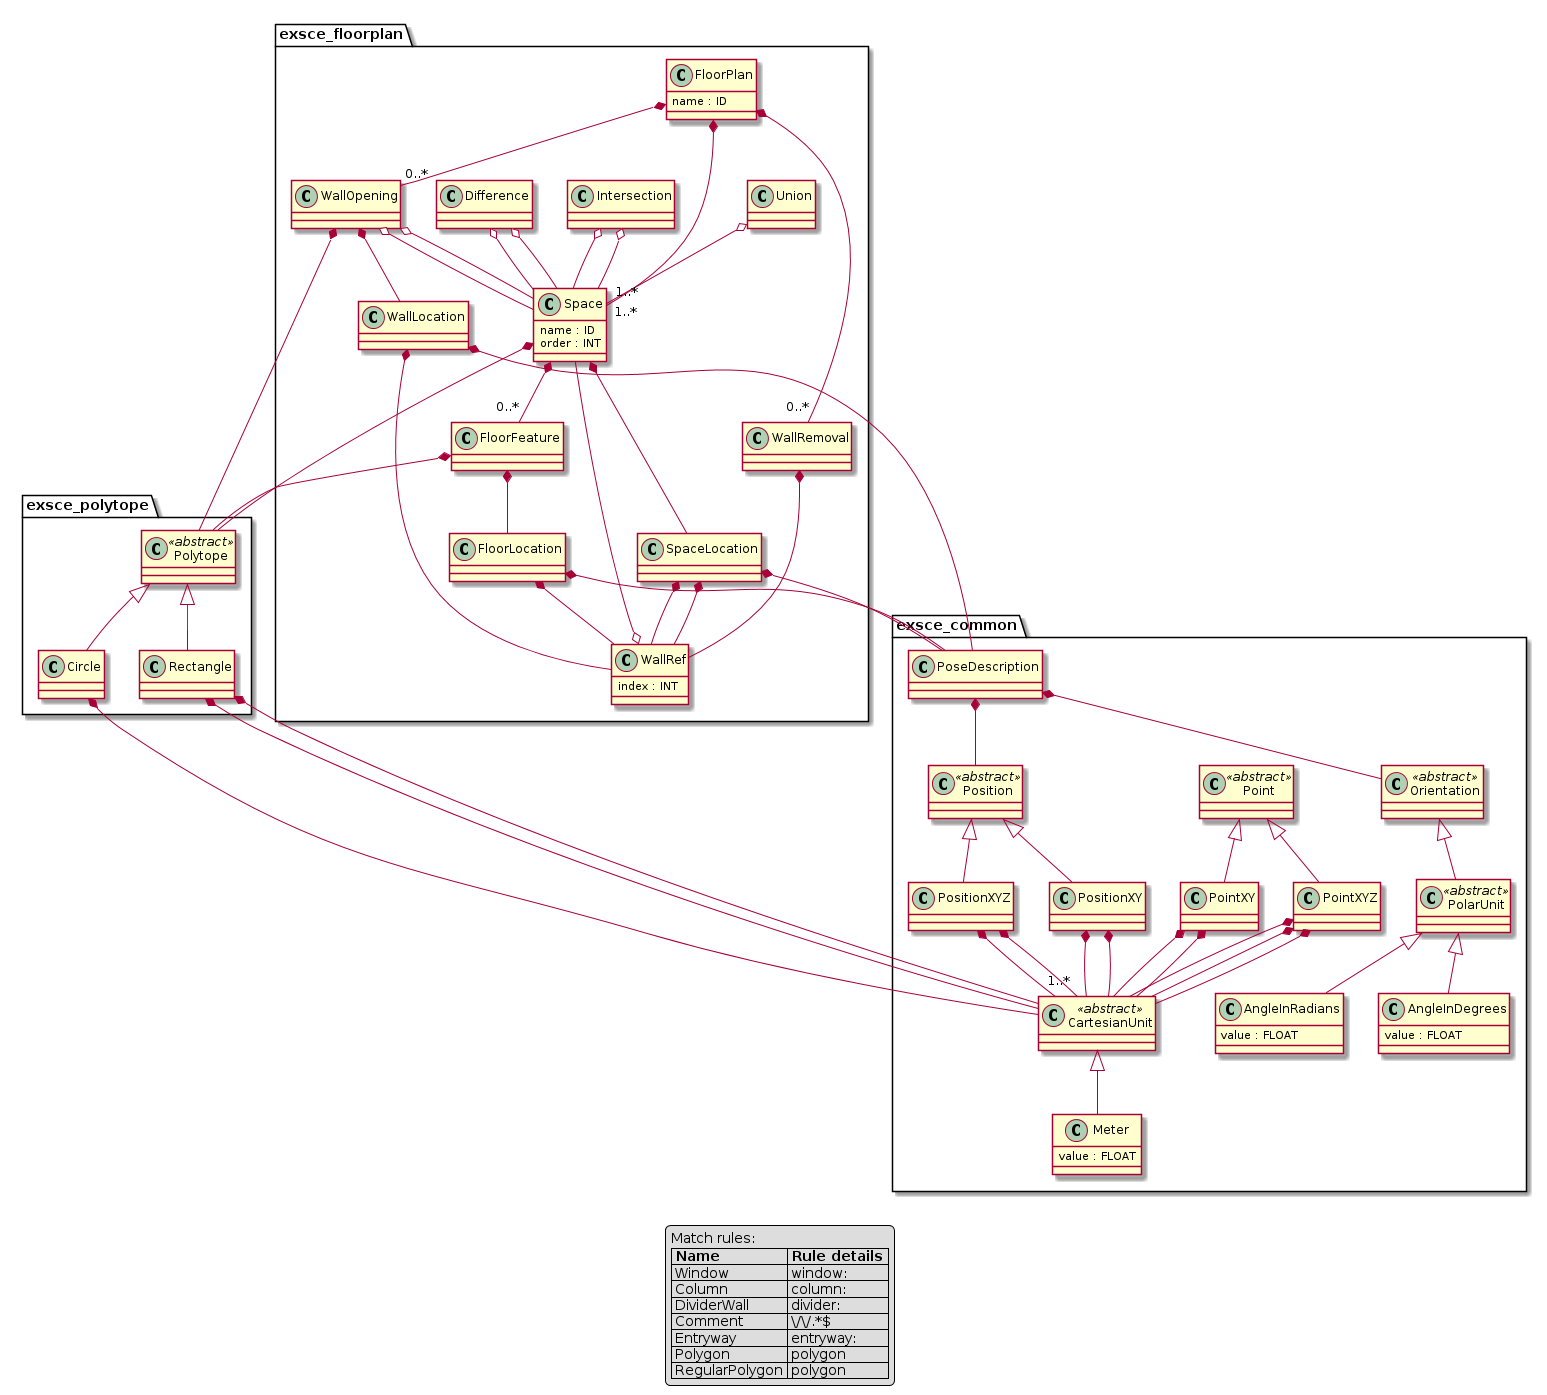 exsce_floorplan
C FloorPlan
name : ID
0..*
C WallOpening
C Difference
C Intersection
C Union
1..*
1..*
C WallLocation
C Space
name : ID
order : INT
0..*
0..*
C FloorFeature
C WallRemoval
exsce_polytope
C «abstract»
Polytope
C FloorLocation
C SpaceLocation
C Circle
C Rectangle
C WallRef
index : INT
exsce_common
C PoseDescription
C «abstract»
Position
C «abstract»
Point
C «abstract»
Orientation
C PositionXYZ
C PositionXY
C PointXY
C PointXYZ
C «abstract»
PolarUnit
1..*
C «abstract»
CartesianUnit
C AngleInRadians
value : FLOAT
C AngleInDegrees
value : FLOAT
C Meter
value : FLOAT
Match rules:
Name Rule details
Window window:
Column column:
DividerWall divider:
Comment \/\/.*$
Entryway entryway:
Polygon polygon
RegularPolygon polygon